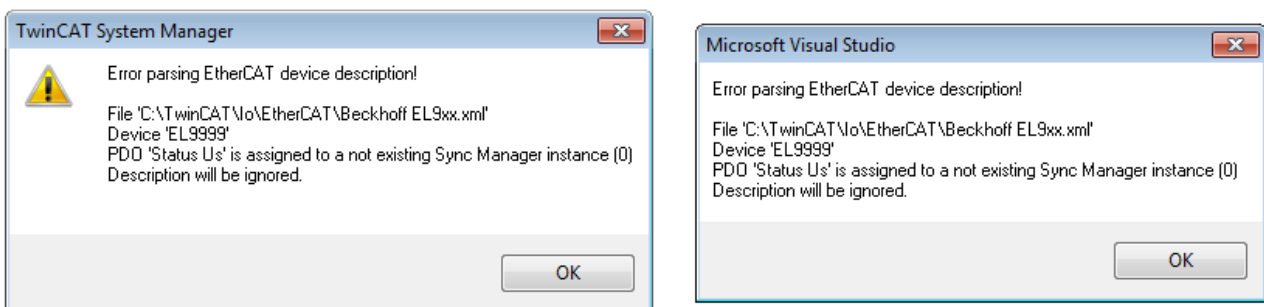 TwinCAT System Manager
Error parsing EtherCAT device description!
File 'C:\TwinCAT\Io\EtherCAT\Beckhoff EL9xx.xml'
Device 'EL9999'
PDO 'Status Us' is assigned to a not existing Sync Manager instance (0)
Description will be ignored.
OK
Microsoft Visual Studio
Error parsing EtherCAT device description!
File 'C:\TwinCAT\Io\EtherCAT\Beckhoff EL9xx.xml'
Device 'EL9999'
PDO 'Status Us' is assigned to a not existing Sync Manager instance (0)
Description will be ignored.
OK